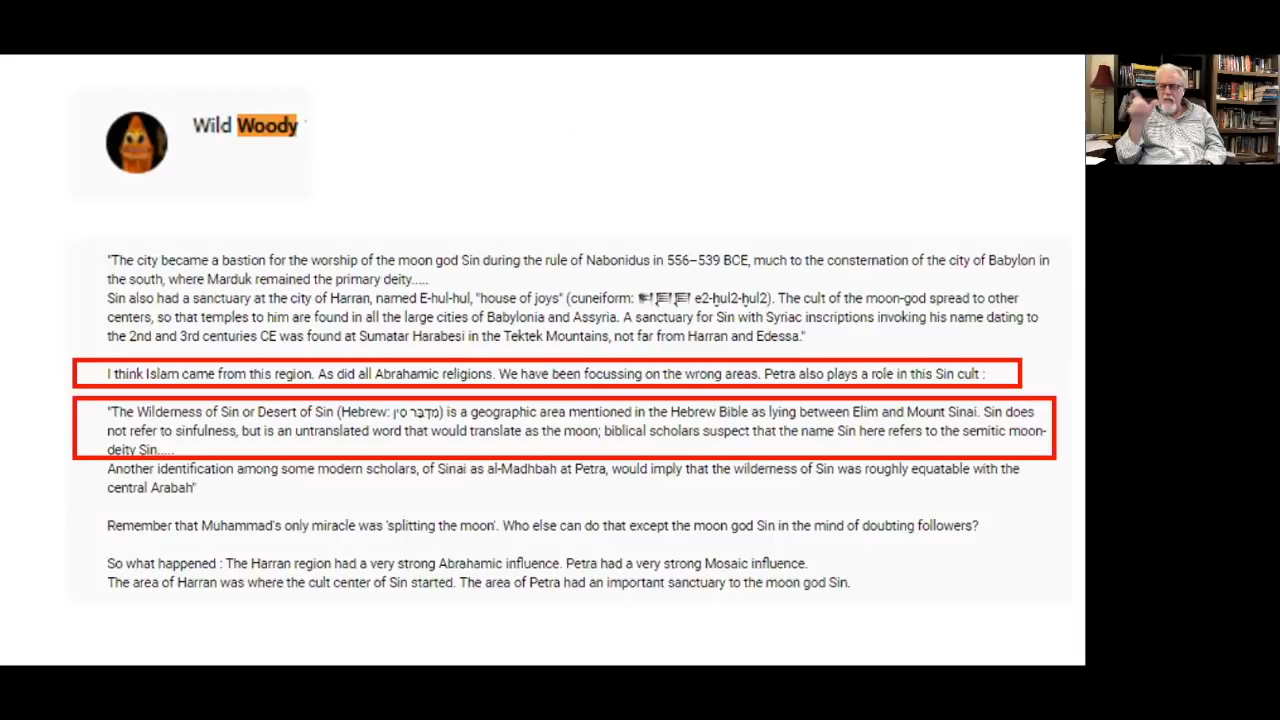 Wild Woody
"The city became a bastion for the worship of the moon god Sin during the rule of Nabonidus in 556–539 BCE, much to the consternation of the city of Babylon in
the south, where Marduk remained the primary deity.....
Sin also had a sanctuary at the city of Harran, named E-hul-hul, "house of joys" (cuneiform: e2-ḫul2-ḫul2). The cult of the moon-god spread to other
centers, so that temples to him are found in all the large cities of Babylonia and Assyria. A sanctuary for Sin with Syriac inscriptions invoking his name dating to
the 2nd and 3rd centuries CE was found at Sumatar Harabesi in the Tektek Mountains, not far from Harran and Edessa."
I think Islam came from this region. As did all Abrahamic religions. We have been focussing on the wrong areas. Petra also plays a role in this Sin cult :
"The Wilderness of Sin or Desert of Sin (Hebrew: מִדְבַּר סִין) is a geographic area mentioned in the Hebrew Bible as lying between Elim and Mount Sinai. Sin does
not refer to sinfulness, but is an untranslated word that would translate as the moon; biblical scholars suspect that the name Sin here refers to the semitic moon-
deity Sin.....
Another identification among some modern scholars, of Sinai as al-Madhbah at Petra, would imply that the wilderness of Sin was roughly equatable with the
central Arabah"
Remember that Muhammad's only miracle was 'splitting the moon'. Who else can do that except the moon god Sin in the mind of doubting followers?
So what happened : The Harran region had a very strong Abrahamic influence. Petra had a very strong Mosaic influence.
The area of Harran was where the cult center of Sin started. The area of Petra had an important sanctuary to the moon god Sin.